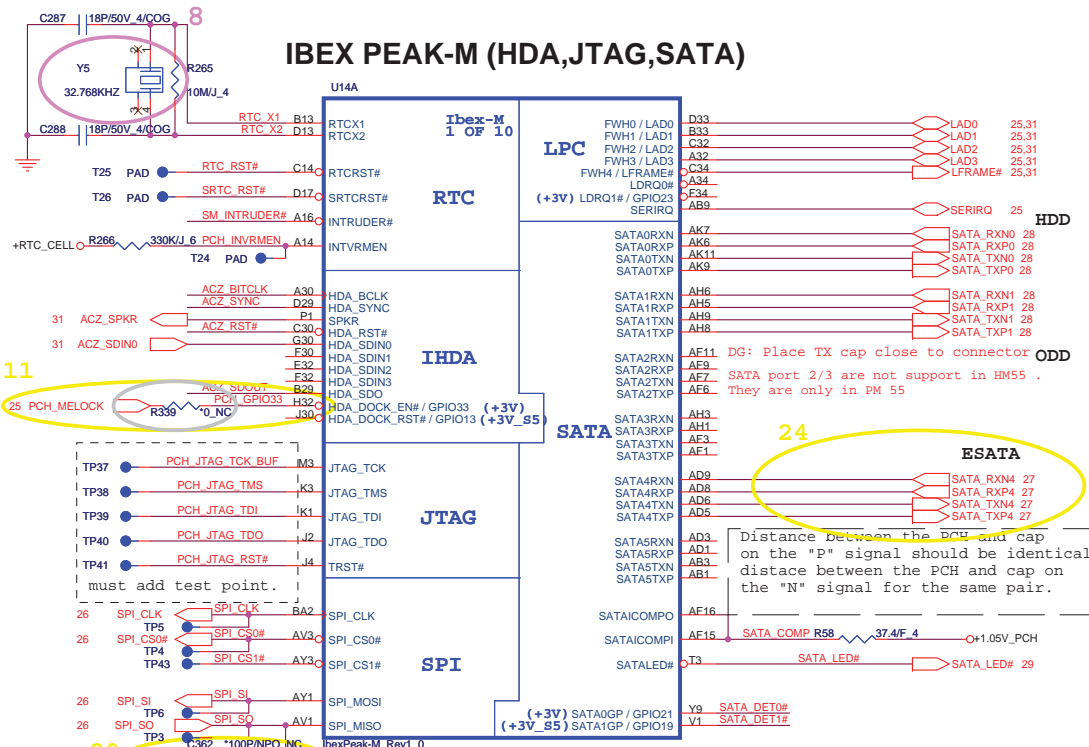 IBEX PEAK-M (HDA,JTAG,SATA)
C287 18P/50V_4/COG 8
Y5 32.768KHZ
1 2 3 4
R265 10M/J_4
C288 18P/50V_4/COG
U14A
Ibex-M
1 OF 10
RTC_X1 B13 RTCX1
RTC_X2 D13 RTCX2
T25 PAD RTC_RST# C14 RTCRST#
T26 PAD SRTC_RST# D17 SRTCRST#
SM_INTRUDER# A16 INTRUDER#
+RTC_CELL R266 330K/J_6 PCH_INVRMEN A14 INTVRMEN
T24 PAD
RTC
ACZ_BITCLK A30 HDA_BCLK
ACZ_SYNC D29 HDA_SYNC
31 ACZ_SPKR P1 SPKR
ACZ_RST# C30 HDA_RST#
31 ACZ_SDIN0 G30 HDA_SDIN0
F30 HDA_SDIN1
E32 HDA_SDIN2
F32 HDA_SDIN3
ACZ_SDOUT B29 HDA_SDO
11
25 PCH_MELOCK R339 *0_NC PCH_GPIO33 H32 HDA_DOCK_EN# / GPIO33 (+3V)
J30 HDA_DOCK_RST# / GPIO13 (+3V_S5)
IHDA
TP37 PCH_JTAG_TCK_BUF M3 JTAG_TCK
TP38 PCH_JTAG_TMS K3 JTAG_TMS
TP39 PCH_JTAG_TDI K1 JTAG_TDI
TP40 PCH_JTAG_TDO J2 JTAG_TDO
TP41 PCH_JTAG_RST# J4 TRST#
must add test point.
JTAG
26 SPI_CLK SPI_CLK BA2 SPI_CLK
TP5
26 SPI_CS0# SPI_CS0# AV3 SPI_CS0#
TP4
TP43 SPI_CS1# AY3 SPI_CS1#
26 SPI_SI SPI_SI AY1 SPI_MOSI
TP6
26 SPI_SO SPI_SO AV1 SPI_MISO
TP3
SPI
C362 *100P/NPO_NC
IbexPeak-M_Rev1_0
LPC
FWH0 / LAD0 D33 LAD0 25,31
FWH1 / LAD1 B33 LAD1 25,31
FWH2 / LAD2 C32 LAD2 25,31
FWH3 / LAD3 A32 LAD3 25,31
FWH4 / LFRAME# C34 LFRAME# 25,31
LDRQ0# A34
(+3V) LDRQ1# / GPIO23 F34
SERIRQ AB9 SERIRQ 25
HDD
SATA0RXN AK7 SATA_RXN0 28
SATA0RXP AK6 SATA_RXP0 28
SATA0TXN AK11 SATA_TXN0 28
SATA0TXP AK9 SATA_TXP0 28
SATA1RXN AH6 SATA_RXN1 28
SATA1RXP AH5 SATA_RXP1 28
SATA1TXN AH9 SATA_TXN1 28
SATA1TXP AH8 SATA_TXP1 28
ODD
SATA2RXN AF11
SATA2RXP AF9
SATA2TXN AF7
SATA2TXP AF6
DG: Place TX cap close to connector
SATA port 2/3 are not support in HM55 .
They are only in PM 55
SATA
SATA3RXN AH3
SATA3RXP AH1
SATA3TXN AF3
SATA3TXP AF1
24
ESATA
SATA4RXN AD9 SATA_RXN4 27
SATA4RXP AD8 SATA_RXP4 27
SATA4TXN AD6 SATA_TXN4 27
SATA4TXP AD5 SATA_TXP4 27
SATA5RXN AD3
SATA5RXP AD1
SATA5TXN AB3
SATA5TXP AB1
Distance between the PCH and cap
on the "P" signal should be identical
distace between the PCH and cap on
the "N" signal for the same pair.
SATAICOMPO AF16
SATAICOMPI AF15 SATA_COMP R58 37.4/F_4 +1.05V_PCH
SATALED# T3 SATA_LED# SATA_LED# 29
(+3V) SATA0GP / GPIO21 Y9 SATA_DET0#
(+3V_S5) SATA1GP / GPIO19 V1 SATA_DET1#